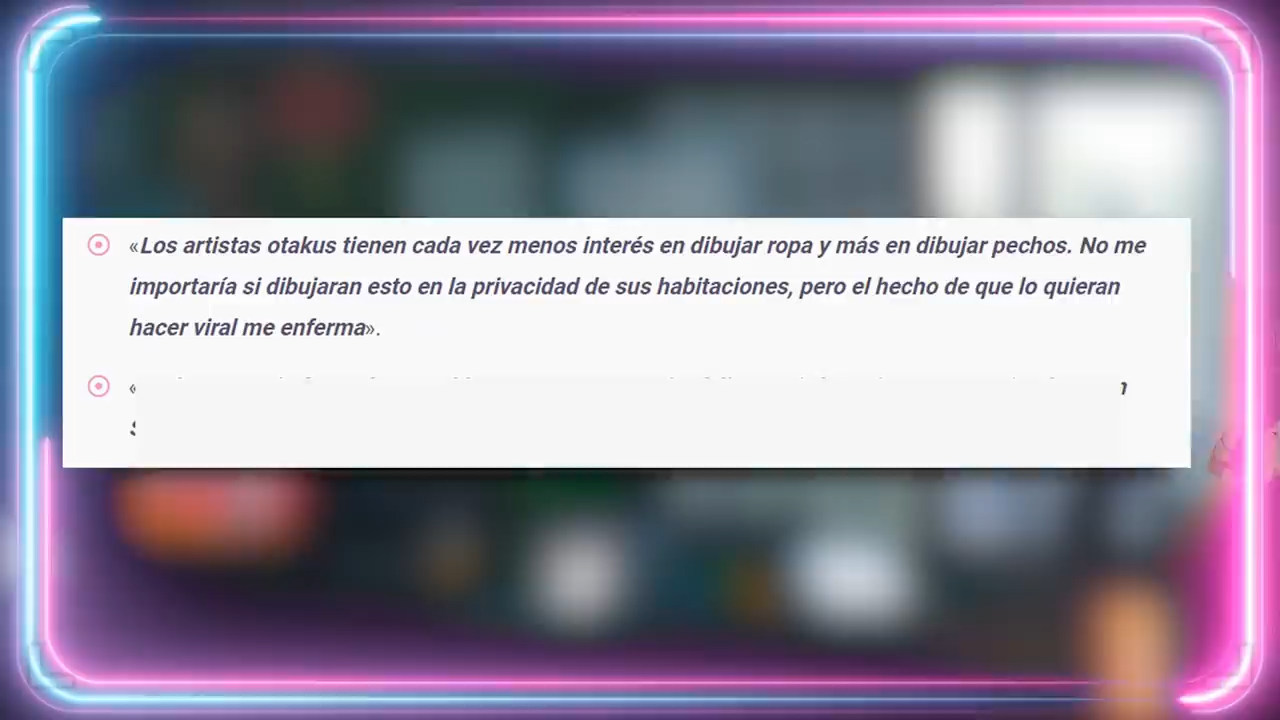 «Los artistas otakus tienen cada vez menos interés en dibujar ropa y más en dibujar pechos. No me
importaría si dibujaran esto en la privacidad de sus habitaciones, pero el hecho de que lo quieran
hacer viral me enferma».
«